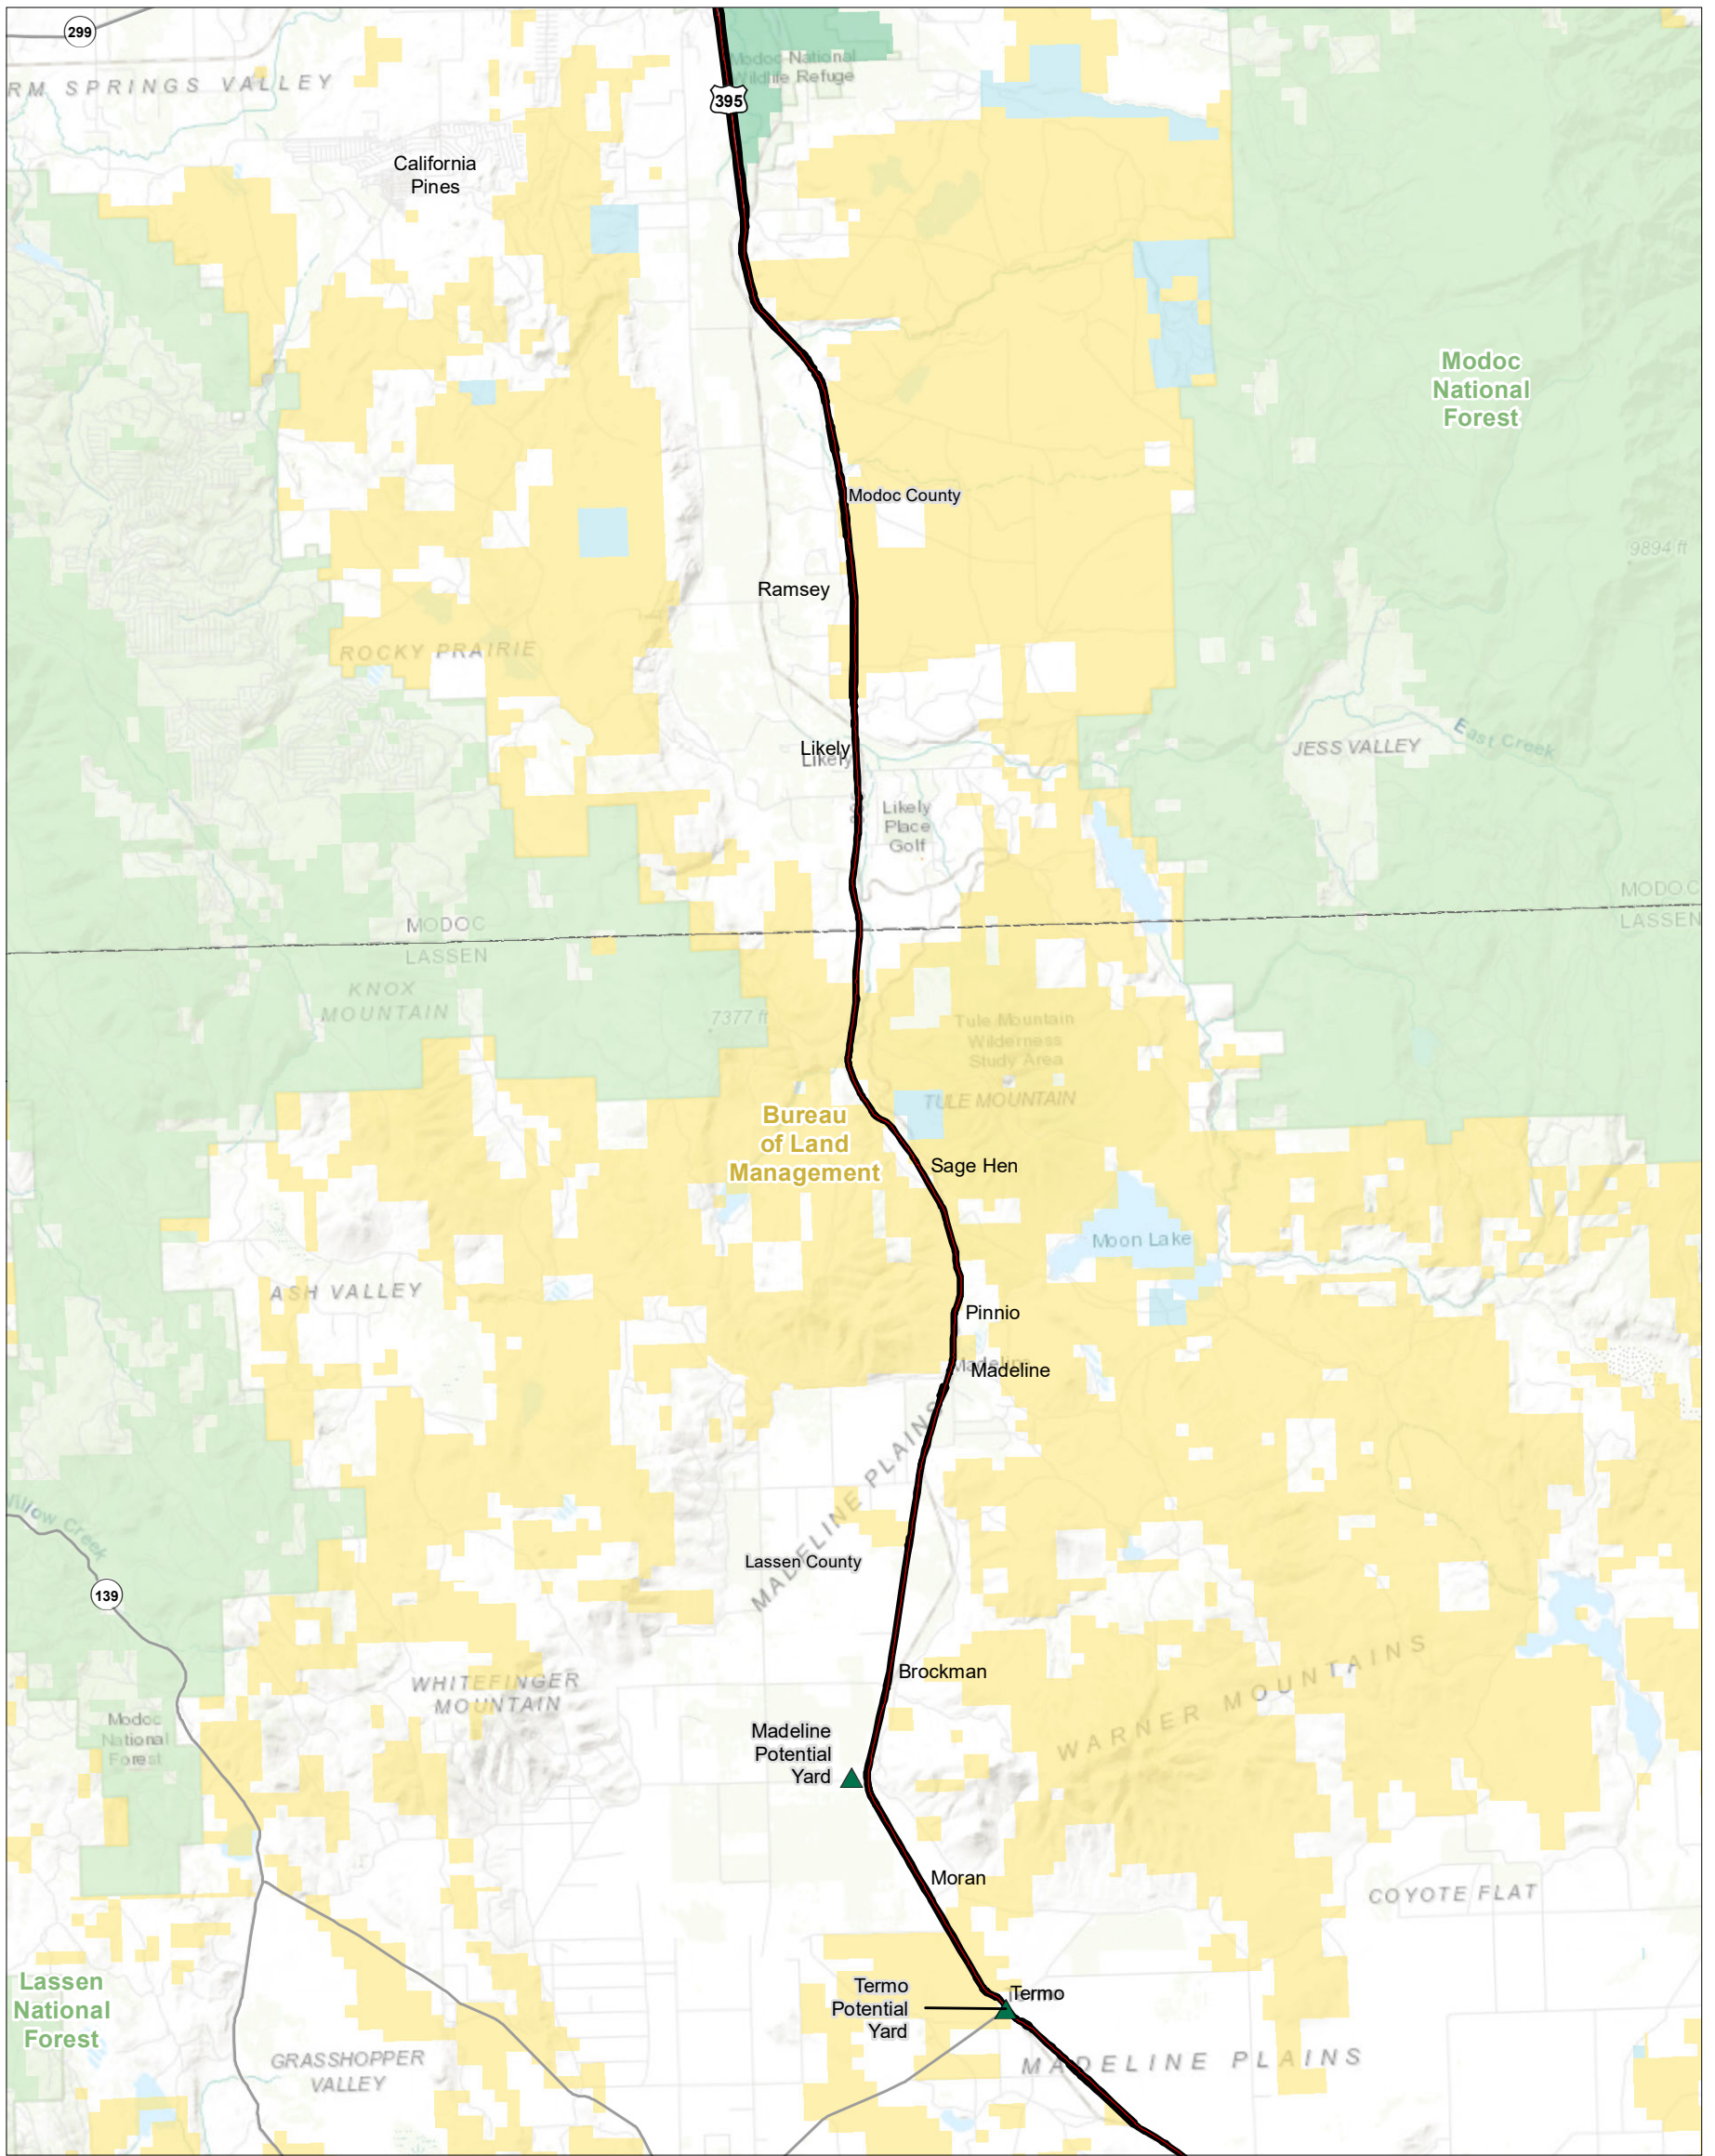 299
RM SPRINGS VALLEY
Modoc National
Wildlife Refuge
395
California
Pines
Modoc
National
Forest
Modoc County
9894 ft
Ramsey
ROCKY PRAIRIE
Likely
Likely
JESS VALLEY
East Creek
Likely
Place
Golf
MODOC
LASSEN
MODOC
LASSEN
KNOX
MOUNTAIN
7377 ft
Tule Mountain
Wilderness
Study Area
TULE MOUNTAIN
Bureau
of Land
Management
Sage Hen
Moon Lake
ASH VALLEY
Pinnio
Madeline
Madeline
MADELINE PLAINS
Willow Creek
Lassen County
139
Brockman
WHITEFINGER
MOUNTAIN
WARNER MOUNTAINS
Modoc
National
Forest
Madeline
Potential
Yard
Moran
COYOTE FLAT
Lassen
National
Forest
Termo
Potential
Yard
Termo
Termo
GRASSHOPPER
VALLEY
MADELINE PLAINS